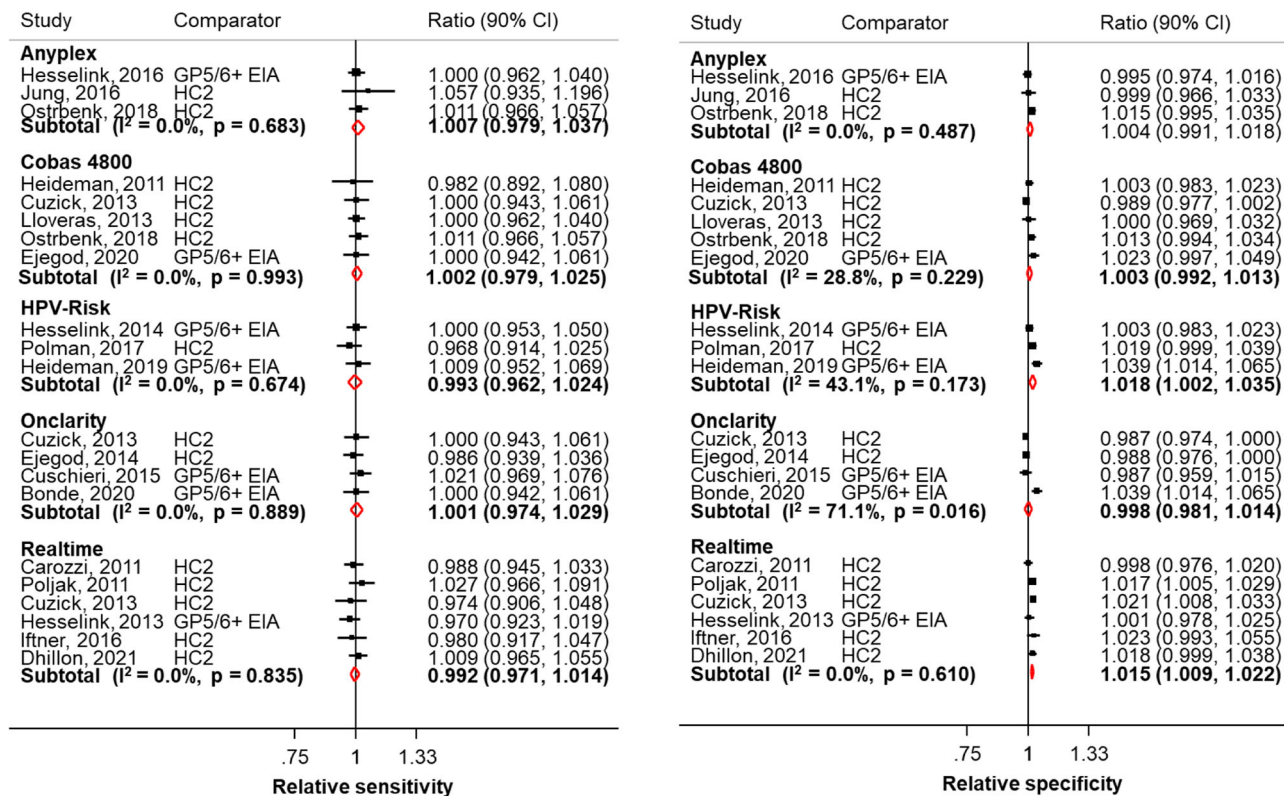 Study Comparator Ratio (90% CI)
Anyplex
Hesselink, 2016 GP5/6+ EIA 1.000 (0.962, 1.040)
Jung, 2016 HC2 1.057 (0.935, 1.196)
Ostrbenk, 2018 HC2 1.011 (0.966, 1.057)
Subtotal (I² = 0.0%, p = 0.683) 1.007 (0.979, 1.037)
Cobas 4800
Heideman, 2011 HC2 0.982 (0.892, 1.080)
Cuzick, 2013 HC2 1.000 (0.943, 1.061)
Lloveras, 2013 HC2 1.000 (0.962, 1.040)
Ostrbenk, 2018 HC2 1.011 (0.966, 1.057)
Ejegod, 2020 GP5/6+ EIA 1.000 (0.942, 1.061)
Subtotal (I² = 0.0%, p = 0.993) 1.002 (0.979, 1.025)
HPV-Risk
Hesselink, 2014 GP5/6+ EIA 1.000 (0.953, 1.050)
Polman, 2017 HC2 0.968 (0.914, 1.025)
Heideman, 2019 GP5/6+ EIA 1.009 (0.952, 1.069)
Subtotal (I² = 0.0%, p = 0.674) 0.993 (0.962, 1.024)
Onclarity
Cuzick, 2013 HC2 1.000 (0.943, 1.061)
Ejegod, 2014 HC2 0.986 (0.939, 1.036)
Cuschieri, 2015 GP5/6+ EIA 1.021 (0.969, 1.076)
Bonde, 2020 GP5/6+ EIA 1.000 (0.942, 1.061)
Subtotal (I² = 0.0%, p = 0.889) 1.001 (0.974, 1.029)
Realtime
Carozzi, 2011 HC2 0.988 (0.945, 1.033)
Poljak, 2011 HC2 1.027 (0.966, 1.091)
Cuzick, 2013 HC2 0.974 (0.906, 1.048)
Hesselink, 2013 GP5/6+ EIA 0.970 (0.923, 1.019)
Iftner, 2016 HC2 0.980 (0.917, 1.047)
Dhillon, 2021 HC2 1.009 (0.965, 1.055)
Subtotal (I² = 0.0%, p = 0.835) 0.992 (0.971, 1.014)
.75 1 1.33
Relative sensitivity
Study Comparator Ratio (90% CI)
Anyplex
Hesselink, 2016 GP5/6+ EIA 0.995 (0.974, 1.016)
Jung, 2016 HC2 0.999 (0.966, 1.033)
Ostrbenk, 2018 HC2 1.015 (0.995, 1.035)
Subtotal (I² = 0.0%, p = 0.487) 1.004 (0.991, 1.018)
Cobas 4800
Heideman, 2011 HC2 1.003 (0.983, 1.023)
Cuzick, 2013 HC2 0.989 (0.977, 1.002)
Lloveras, 2013 HC2 1.000 (0.969, 1.032)
Ostrbenk, 2018 HC2 1.013 (0.994, 1.034)
Ejegod, 2020 GP5/6+ EIA 1.023 (0.997, 1.049)
Subtotal (I² = 28.8%, p = 0.229) 1.003 (0.992, 1.013)
HPV-Risk
Hesselink, 2014 GP5/6+ EIA 1.003 (0.983, 1.023)
Polman, 2017 HC2 1.019 (0.999, 1.039)
Heideman, 2019 GP5/6+ EIA 1.039 (1.014, 1.065)
Subtotal (I² = 43.1%, p = 0.173) 1.018 (1.002, 1.035)
Onclarity
Cuzick, 2013 HC2 0.987 (0.974, 1.000)
Ejegod, 2014 HC2 0.988 (0.976, 1.000)
Cuschieri, 2015 GP5/6+ EIA 0.987 (0.959, 1.015)
Bonde, 2020 GP5/6+ EIA 1.039 (1.014, 1.065)
Subtotal (I² = 71.1%, p = 0.016) 0.998 (0.981, 1.014)
Realtime
Carozzi, 2011 HC2 0.998 (0.976, 1.020)
Poljak, 2011 HC2 1.017 (1.005, 1.029)
Cuzick, 2013 HC2 1.021 (1.008, 1.033)
Hesselink, 2013 GP5/6+ EIA 1.001 (0.978, 1.025)
Iftner, 2016 HC2 1.023 (0.993, 1.055)
Dhillon, 2021 HC2 1.018 (0.999, 1.038)
Subtotal (I² = 0.0%, p = 0.610) 1.015 (1.009, 1.022)
.75 1 1.33
Relative specificity